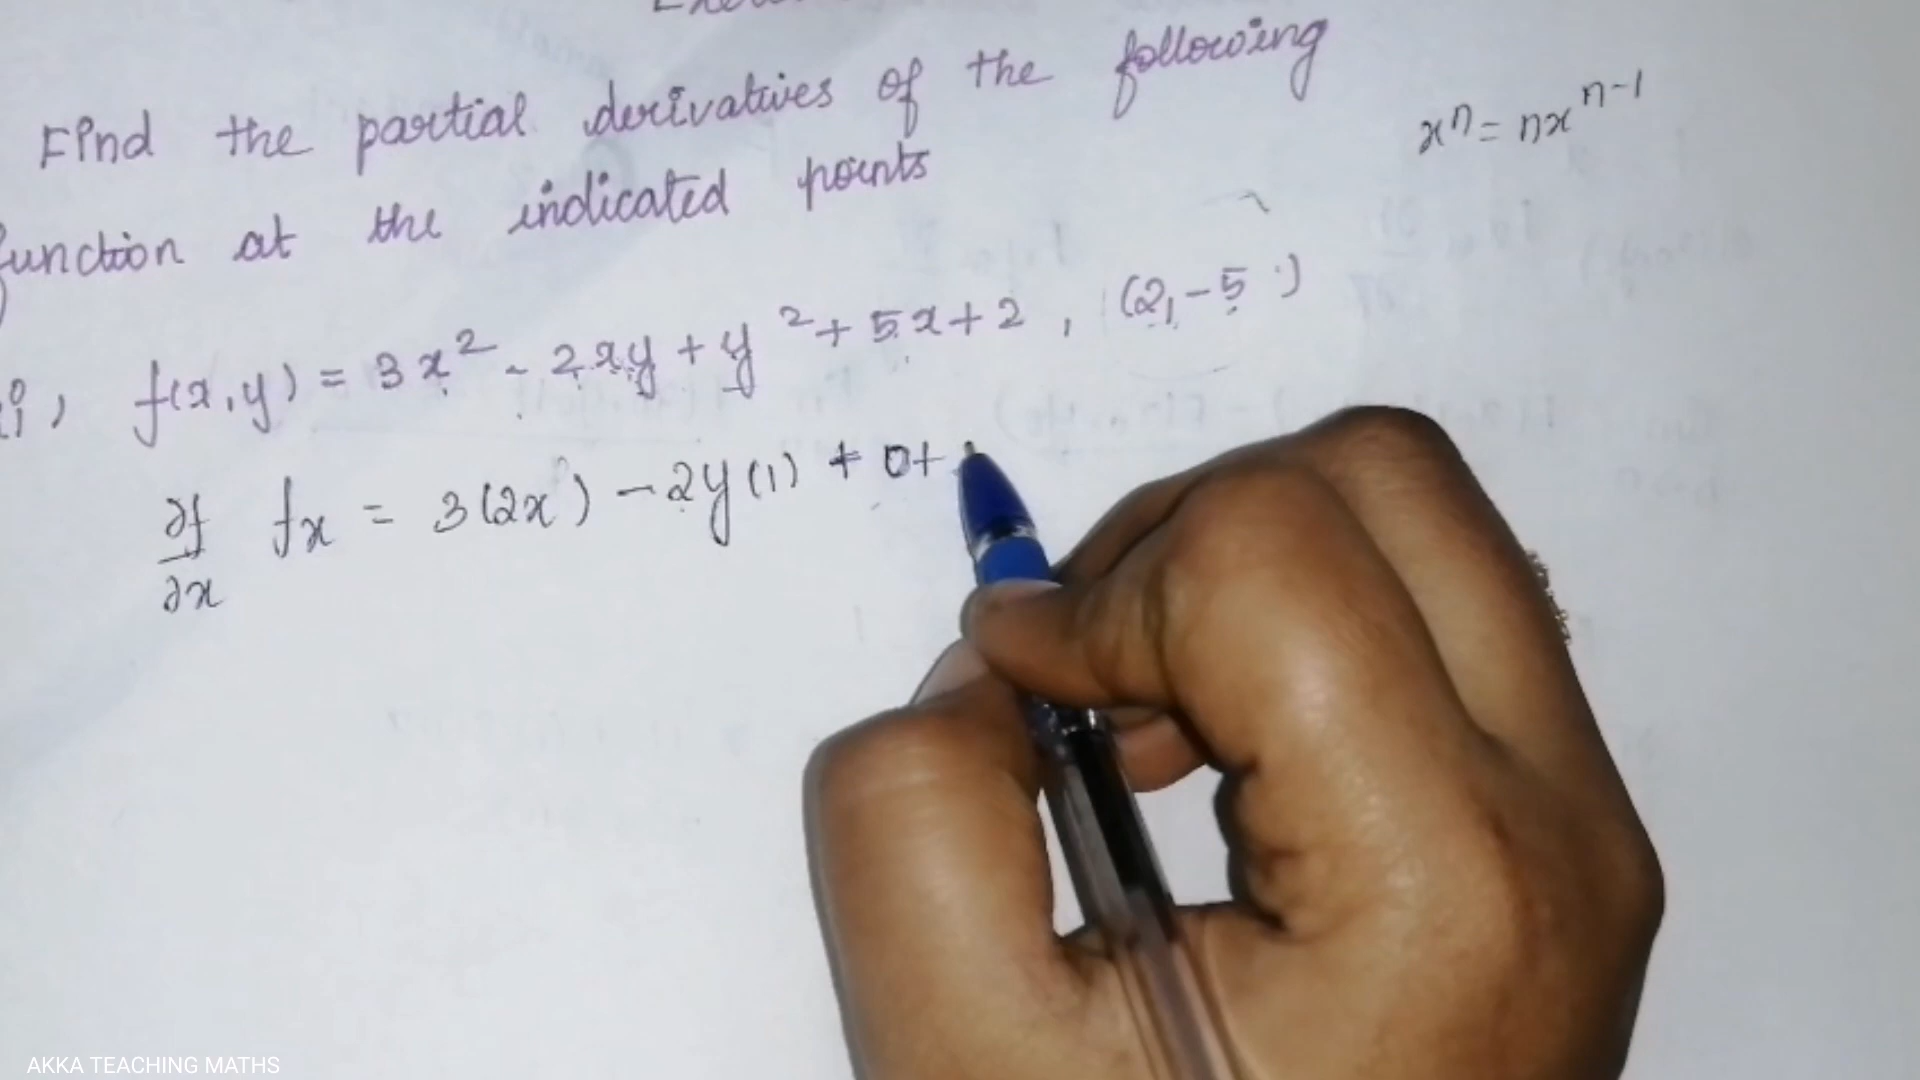 Find the partial derivatives of the following
function at the indicated points
xⁿ = nxⁿ⁻¹
i), f(x,y) = 3x² - 2xy + y² + 5x + 2, (2,-5)
∂f/∂x fx = 3(2x) - 2y(1) + 0+
AKKA TEACHING MATHS